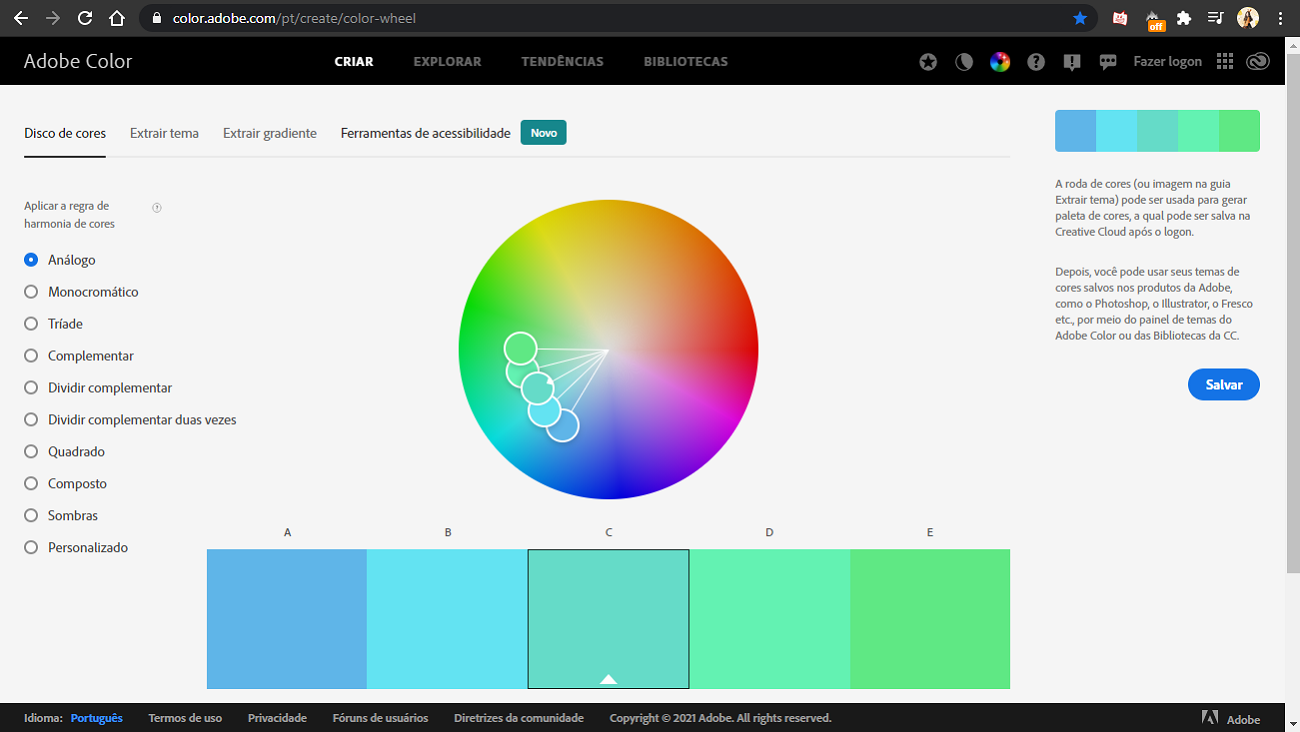 color.adobe.com/pt/create/color-wheel
off
Adobe Color
CRIAR
EXPLORAR
TENDÊNCIAS
BIBLIOTECAS
Fazer logon
Disco de cores
Extrair tema
Extrair gradiente
Ferramentas de acessibilidade
Novo
Aplicar a regra de
harmonia de cores
Análogo
Monocromático
Tríade
Complementar
Dividir complementar
Dividir complementar duas vezes
Quadrado
Composto
Sombras
Personalizado
A
B
C
D
E
A roda de cores (ou imagem na guia
Extrair tema) pode ser usada para gerar
paleta de cores, a qual pode ser salva na
Creative Cloud após o logon.
Depois, você pode usar seus temas de
cores salvos nos produtos da Adobe,
como o Photoshop, o Illustrator, o Fresco
etc., por meio do painel de temas do
Adobe Color ou das Bibliotecas da CC.
Salvar
Idioma: Português
Termos de uso
Privacidade
Fóruns de usuários
Diretrizes da comunidade
Copyright © 2021 Adobe. All rights reserved.
Adobe